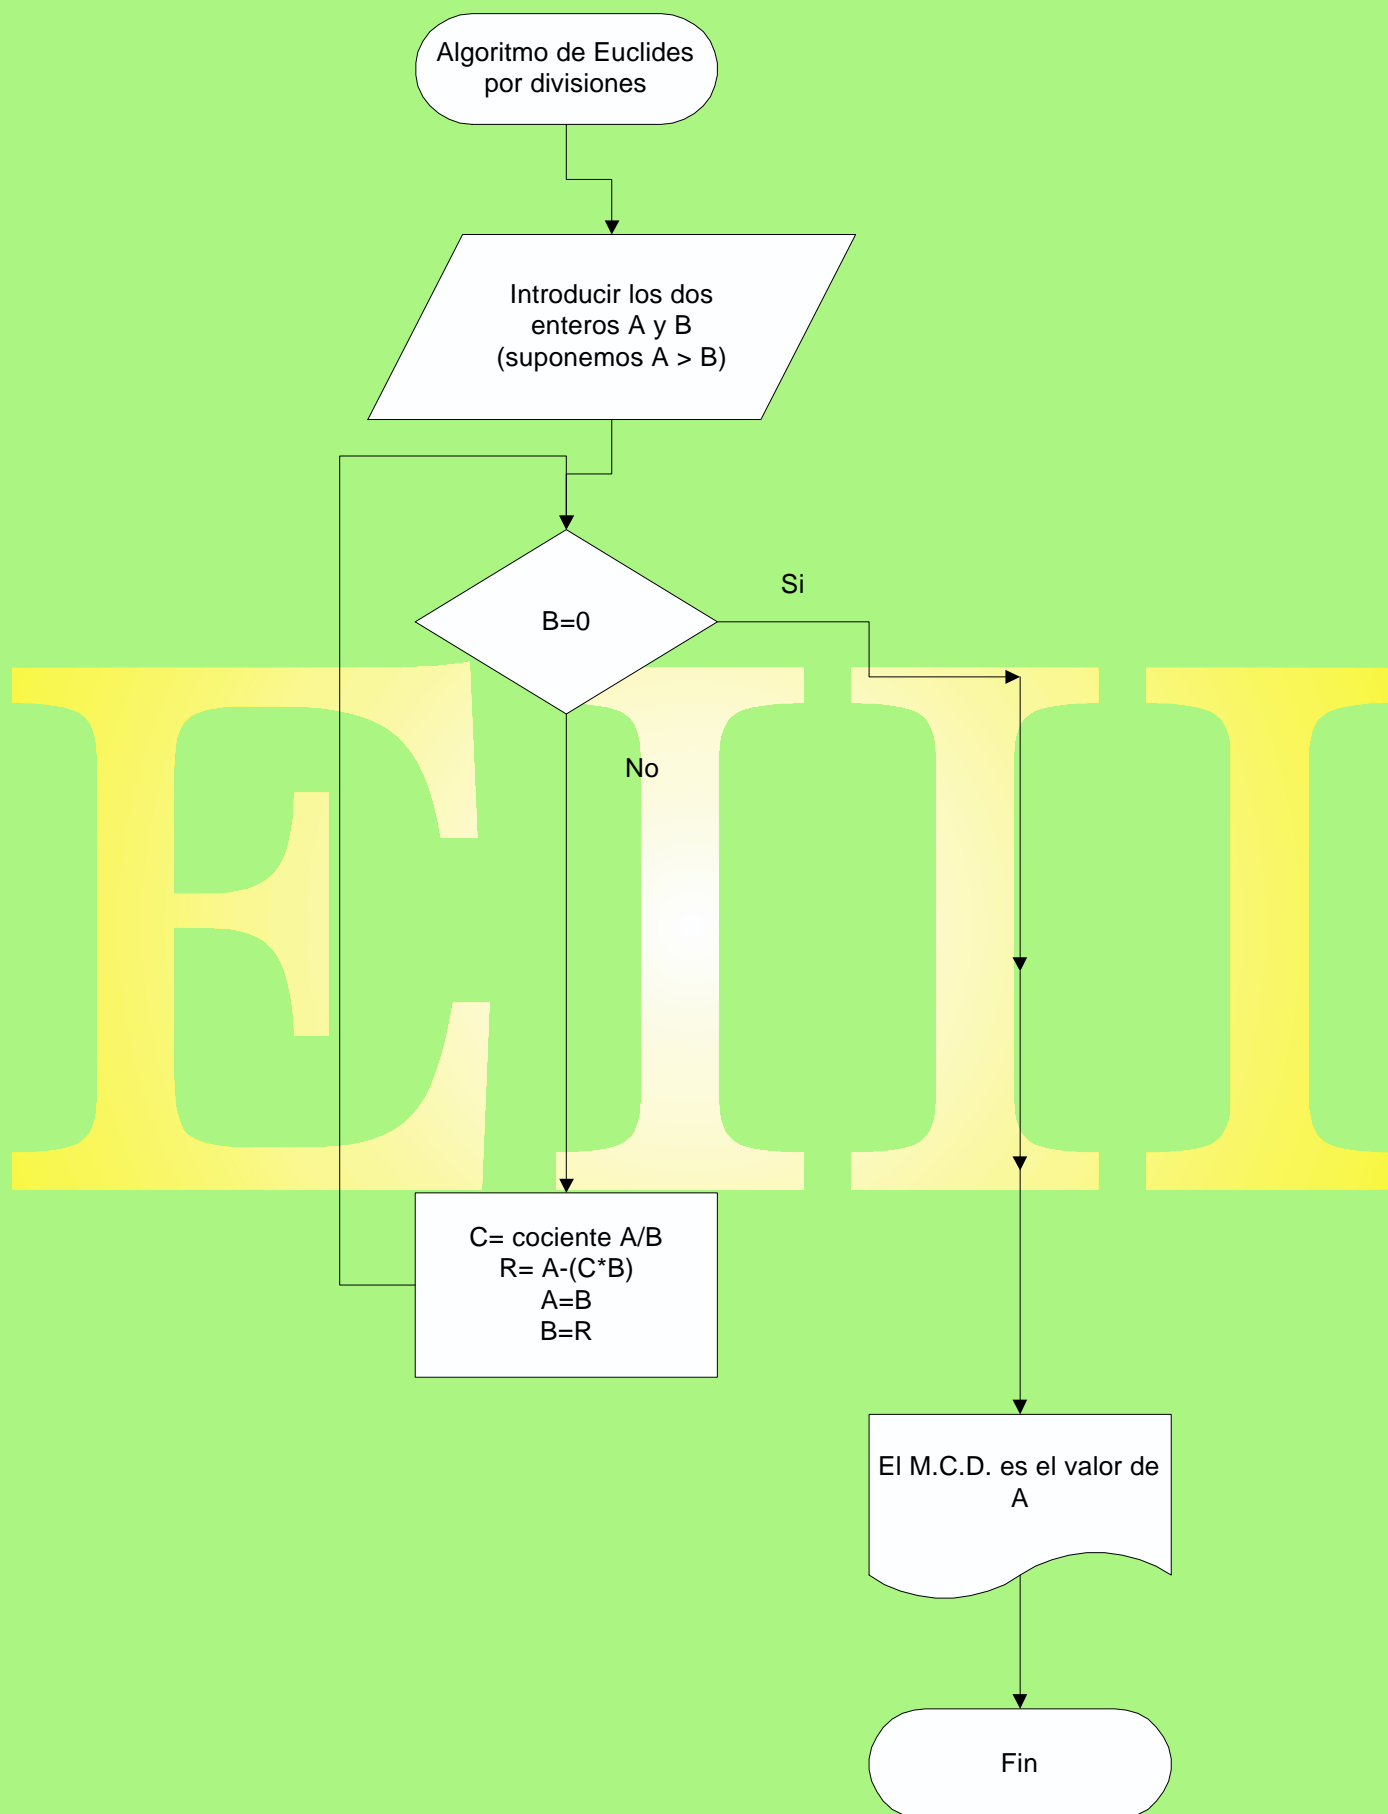 Algoritmo de Euclides
por divisiones
Introducir los dos
enteros A y B
(suponemos A > B)
Si
B=0
No
C= cociente A/B
R= A-(C*B)
A=B
B=R
El M.C.D. es el valor de
A
Fin
EIII